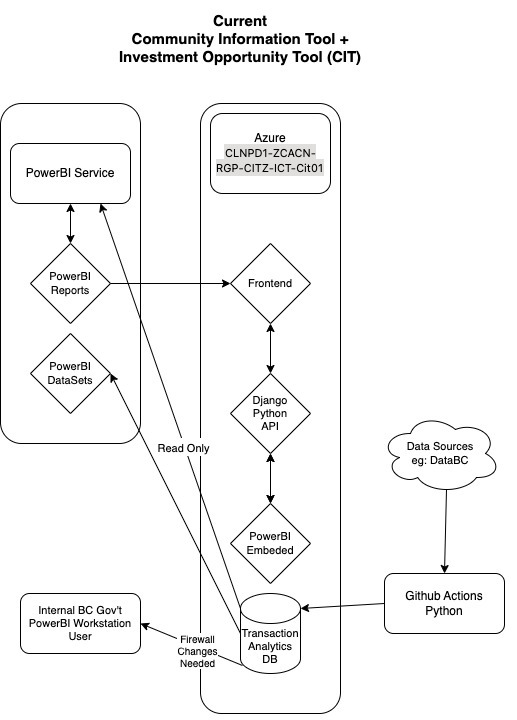 Current
Community Information Tool +
Investment Opportunity Tool (CIT)
Azure
CLNPD1-ZCACN-
RGP-CITZ-ICT-Cit01
PowerBI Service
PowerBI
Reports
Frontend
PowerBI
DataSets
Django
Python
API
Read Only
Data Sources
eg: DataBC
PowerBI
Embeded
Github Actions
Python
Internal BC Gov't
PowerBI Workstation
User
Transaction
Analytics
DB
Firewall
Changes
Needed